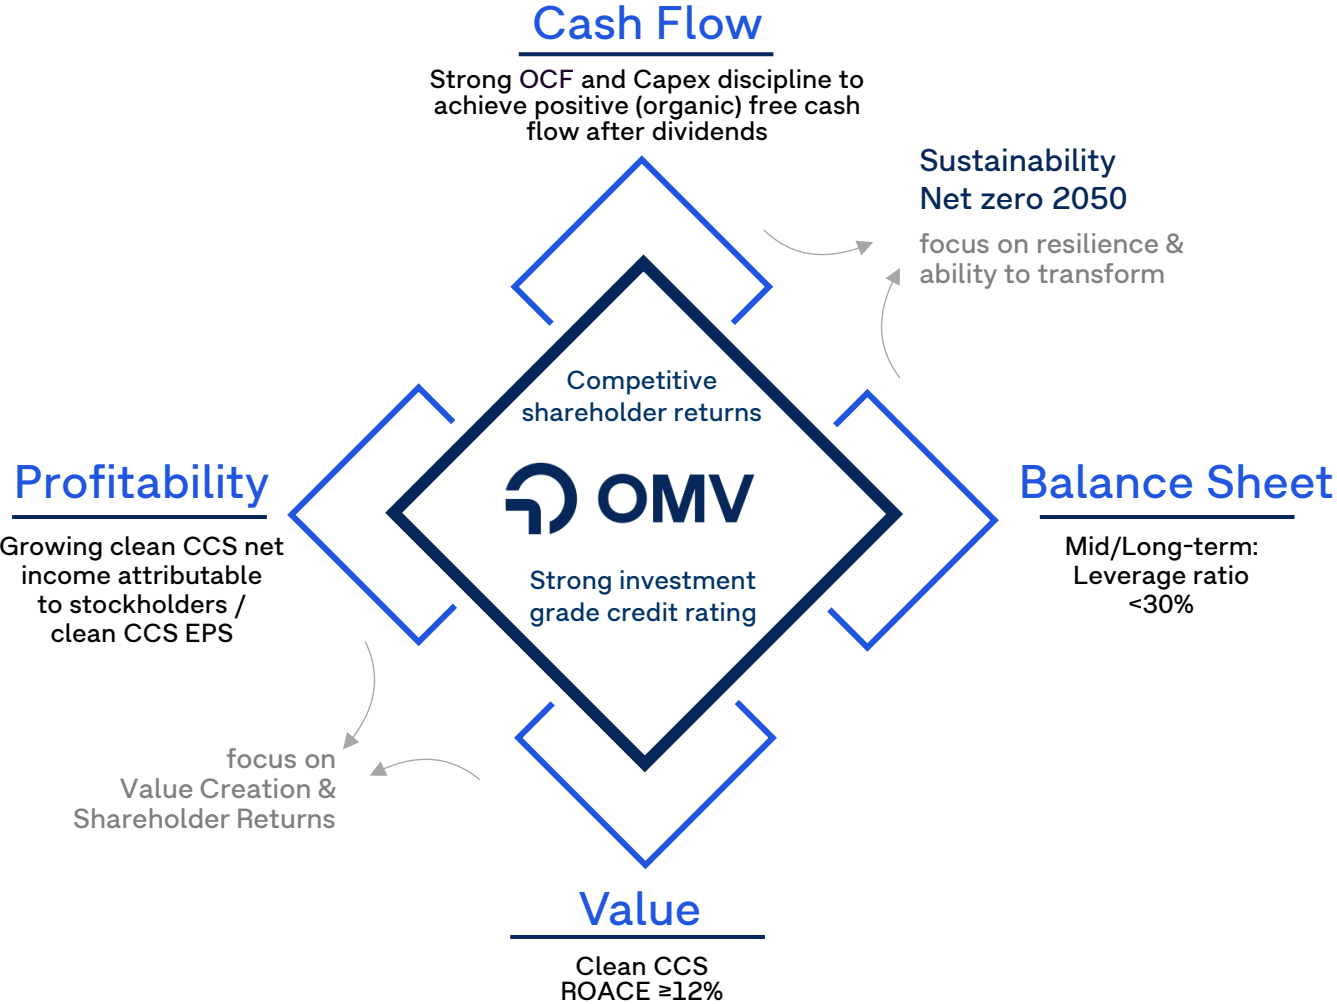 Cash Flow
Strong OCF and Capex discipline to
achieve positive (organic) free cash
flow after dividends
Sustainability
Net zero 2050
focus on resilience &
ability to transform
Competitive
shareholder returns
OMV
Strong investment
grade credit rating
Profitability
Growing clean CCS net
income attributable
to stockholders /
clean CCS EPS
Balance Sheet
Mid/Long-term:
Leverage ratio
<30%
focus on
Value Creation &
Shareholder Returns
Value
Clean CCS
ROACE ≥12%